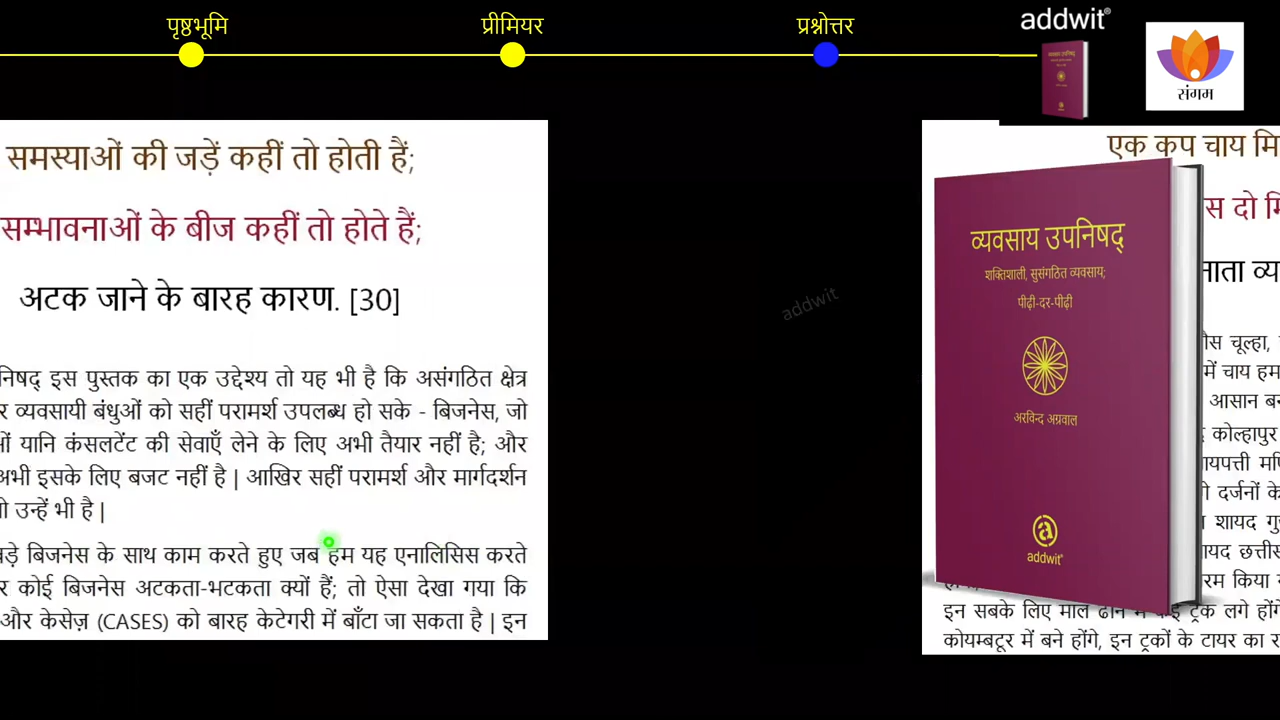 पृष्ठभूमि
प्रीमियर
प्रश्नोत्तर
addwit®
संगम
समस्याओं की जड़ें कहीं तो होती हैं;
सम्भावनाओं के बीज कहीं तो होते हैं;
अटक जाने के बारह कारण. [30]
इस पुस्तक का एक उद्देश्य तो यह भी है कि असंगठित क्षेत्र
व्यवसायी बंधुओं को सहीं परामर्श उपलब्ध हो सके - बिजनेस, जो
यानि कंसलटेंट की सेवाएँ लेने के लिए अभी तैयार नहीं है; और
अभी इसके लिए बजट नहीं है | आखिर सहीं परामर्श और मार्गदर्शन
उन्हें भी है |
बिजनेस के साथ काम करते हुए जब हम यह एनालिसिस करते
कोई बिजनेस अटकता-भटकता क्यों हैं; तो ऐसा देखा गया कि
और केसेज़ (CASES) को बारह केटेगरी में बाँटा जा सकता है | इन
addwit
एक कप चाय
व्यवसाय उपनिषद्
शक्तिशाली, सुसंगठित व्यवसाय;
पीढ़ी-दर-पीढ़ी
अरविन्द अग्रवाल
addwit®
स दो
चूल्हा,
में चाय हम
आसान
कोल्हापुर
दर्जनों के
शायद
छत्तीस
इन सबके लिए माल ढोने में ट्रक लगे होंगे
कोयम्बटूर में बने होंगे, इन ट्रकों के टायर का